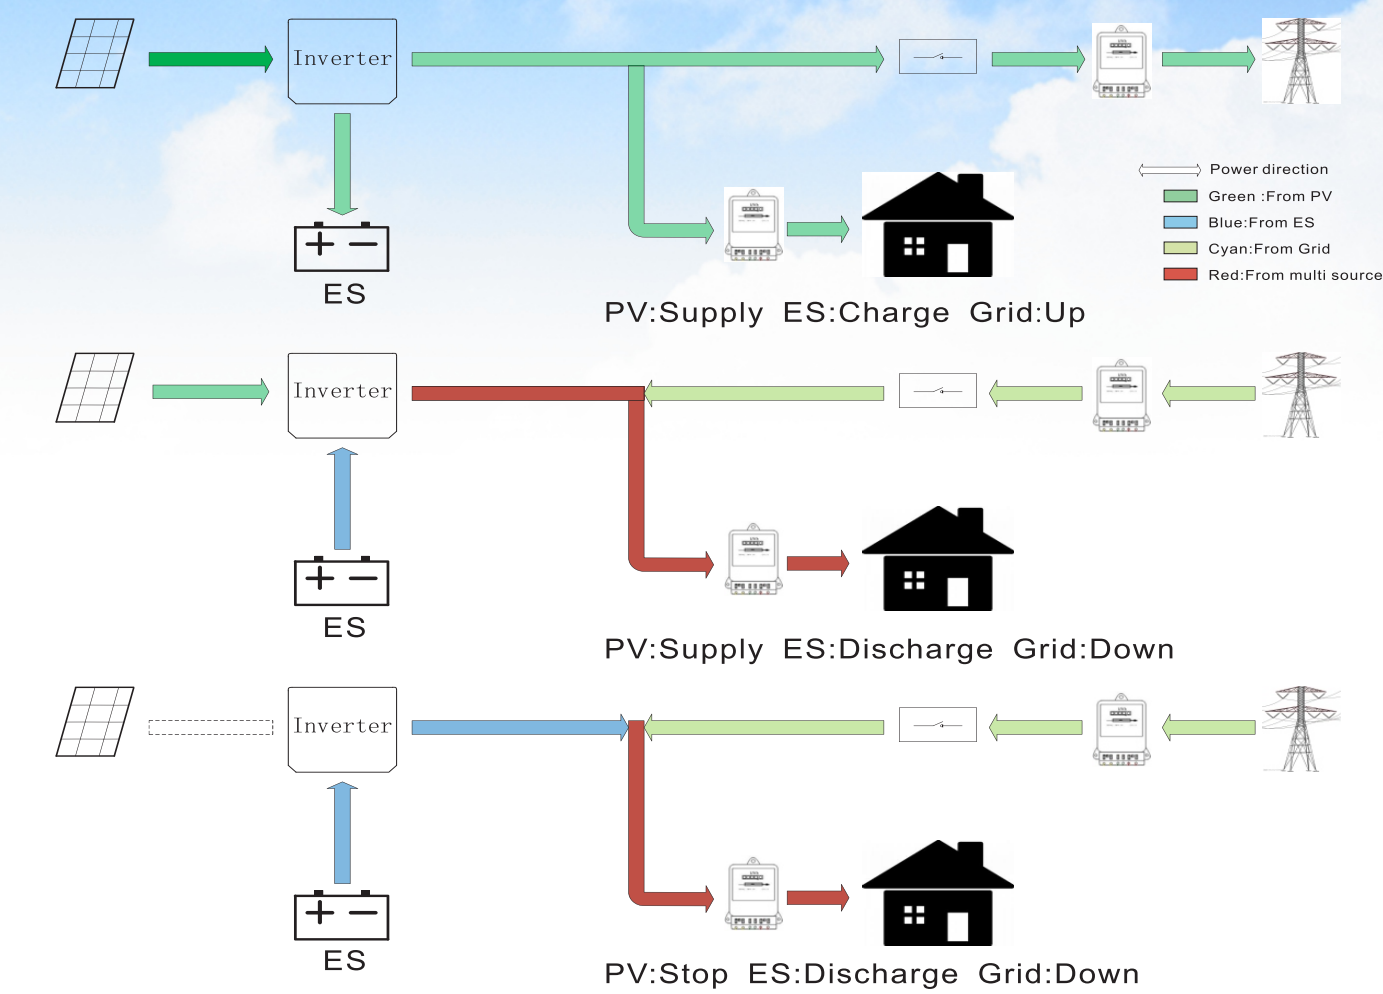 Inverter
Power direction
Green :From PV
Blue:From ES
Cyan:From Grid
Red:From multi source
ES
PV:Supply ES:Charge Grid:Up
Inverter
ES
PV:Supply ES:Discharge Grid:Down
Inverter
ES
PV:Stop ES:Discharge Grid:Down